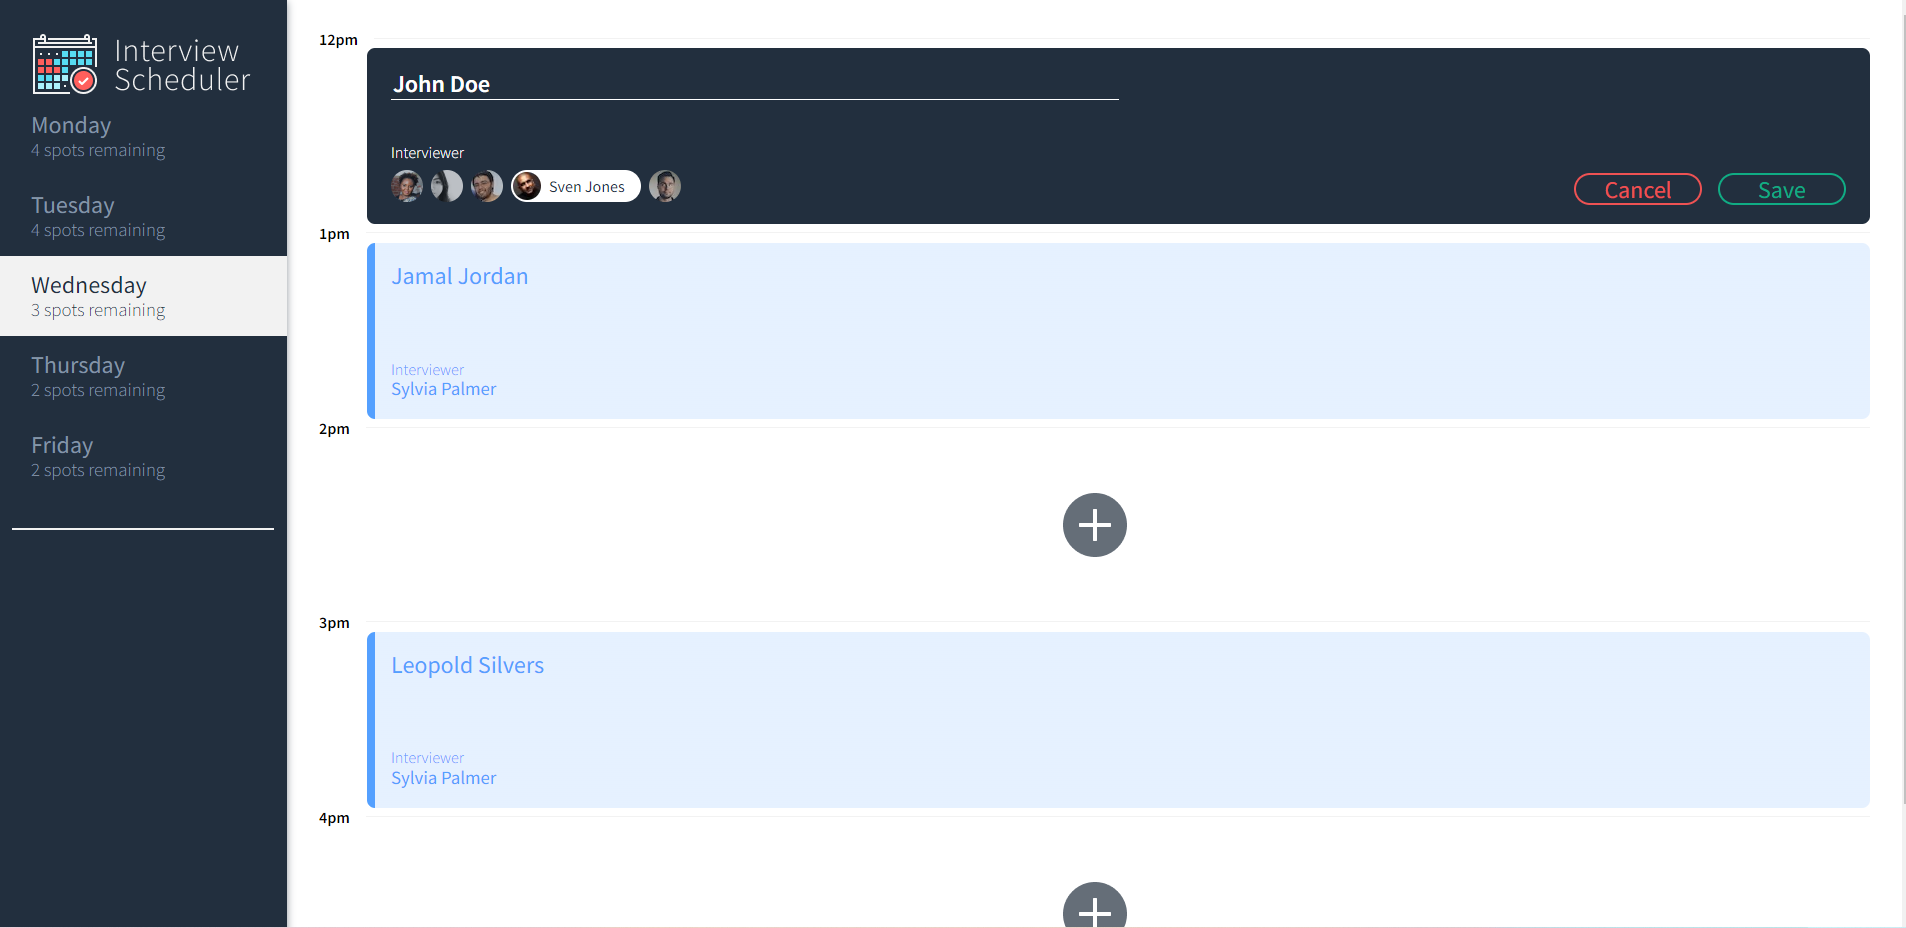 Interview
Scheduler
Monday
4 spots remaining
Tuesday
4 spots remaining
Wednesday
3 spots remaining
Thursday
2 spots remaining
Friday
2 spots remaining
12pm
John Doe
Interviewer
Sven Jones
Cancel
Save
1pm
Jamal Jordan
Interviewer
Sylvia Palmer
2pm
3pm
Leopold Silvers
Interviewer
Sylvia Palmer
4pm